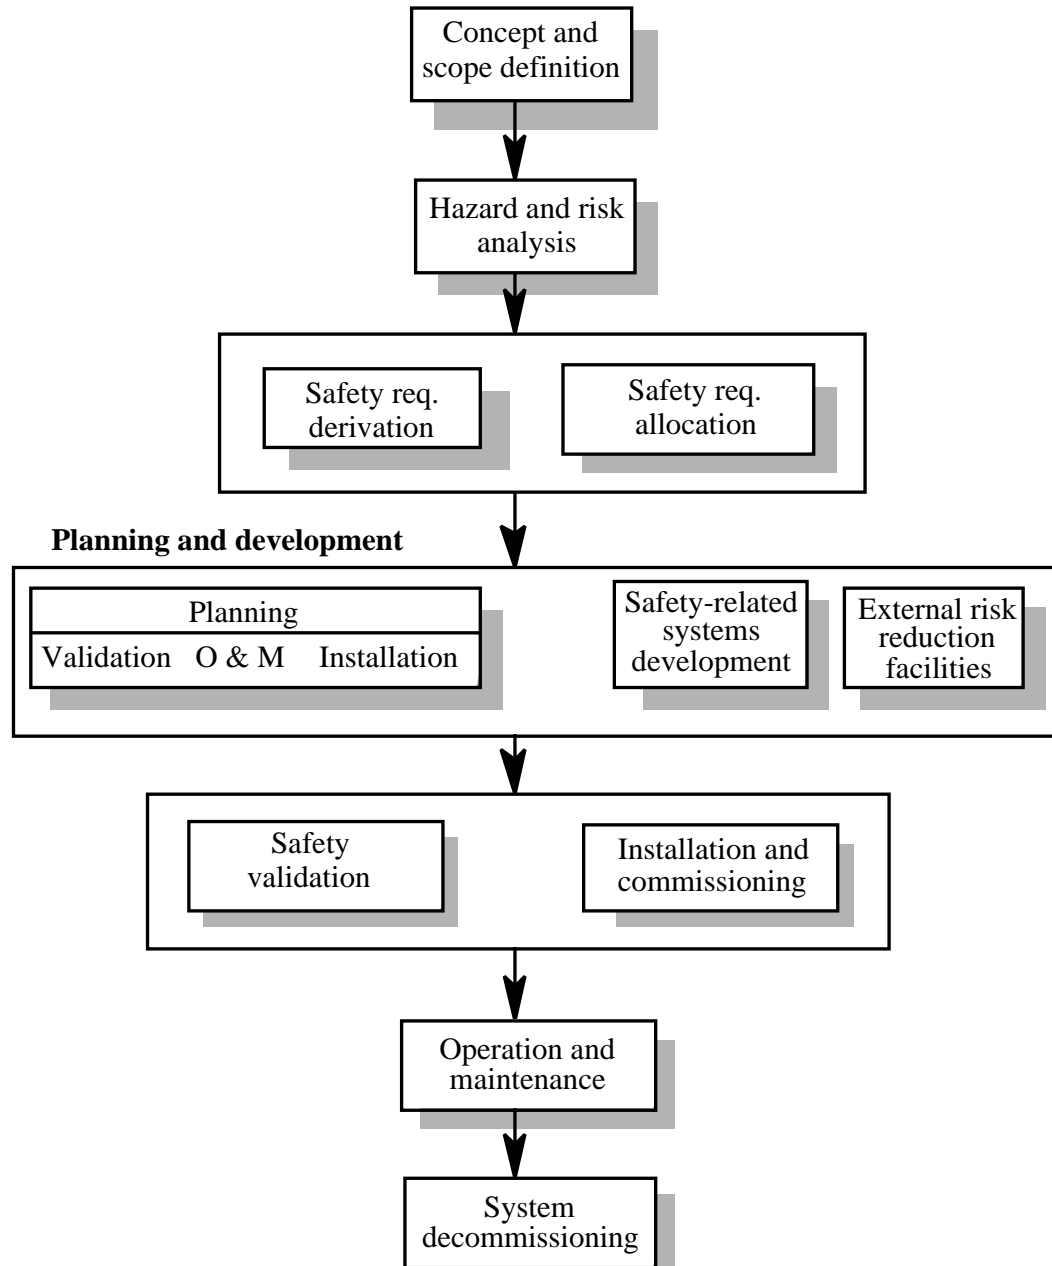 Concept and
scope definition
Hazard and risk
analysis
Safety req.
derivation
Safety req.
allocation
Planning and development
Planning
Validation O & M Installation
Safety-related
systems
development
External risk
reduction
facilities
Safety
validation
Installation and
commissioning
Operation and
maintenance
System
decommissioning